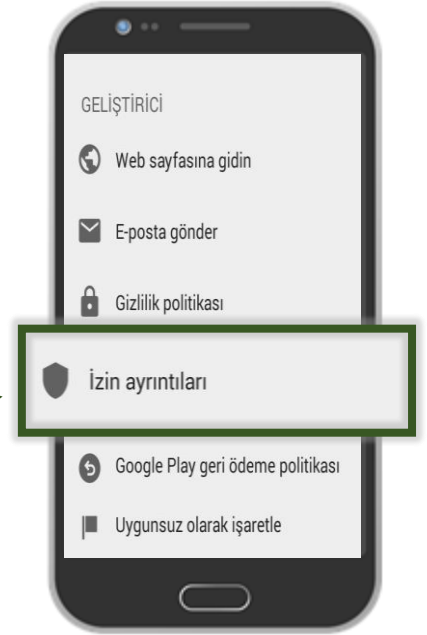 GELİŞTİRİCİ
Web sayfasına gidin
E-posta gönder
Gizlilik politikası
İzin ayrıntıları
Google Play geri ödeme politikası
Uygunsuz olarak işaretle